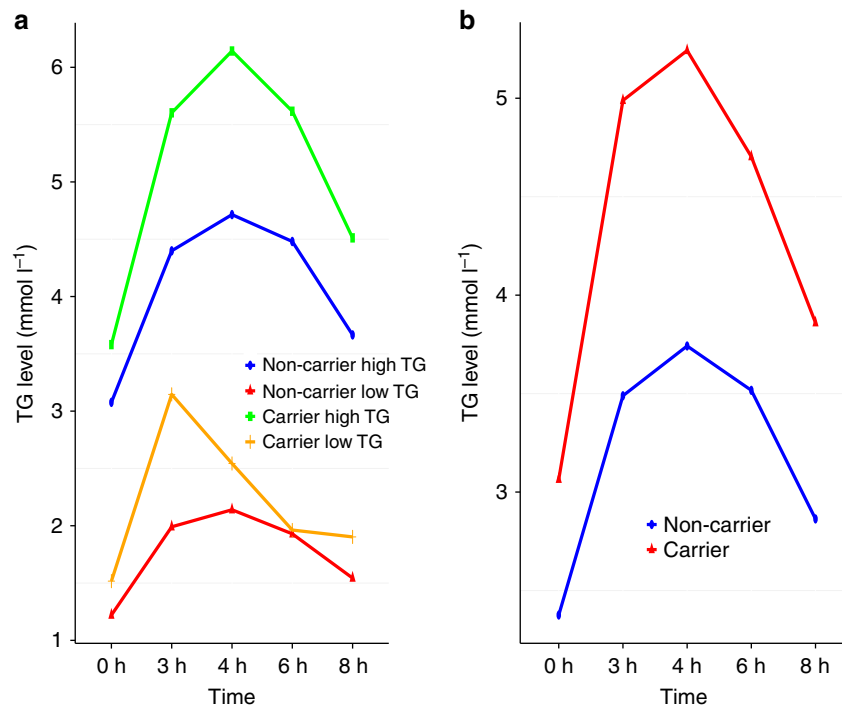 a
TG level (mmol l⁻¹)
6
5
4
3
2
1
0 h 3 h 4 h 6 h 8 h
Time
Non-carrier high TG
Non-carrier low TG
Carrier high TG
Carrier low TG
b
TG level (mmol l⁻¹)
5
4
3
0 h 3 h 4 h 6 h 8 h
Time
Non-carrier
Carrier